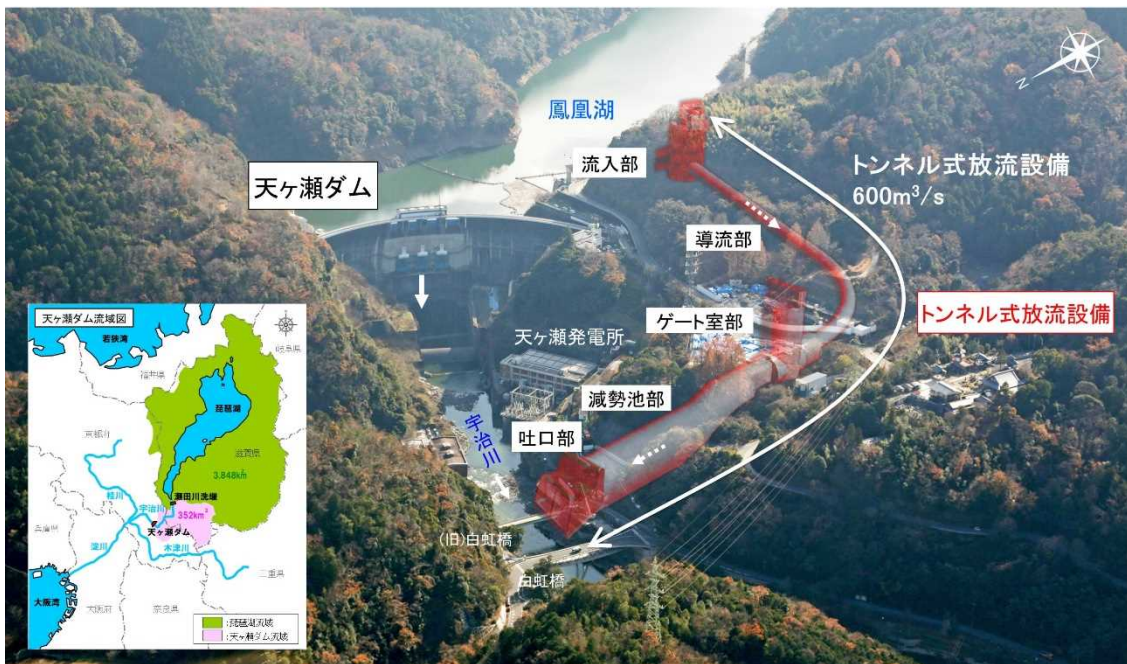 鳳凰湖
天ヶ瀬ダム
流入部
トンネル式放流設備
600m³/s
導流部
トンネル式放流設備
ゲート室部
天ヶ瀬発電所
減勢池部
吐口部
宇治川
(旧)白虹橋
白虹橋
N
天ヶ瀬ダム流域図
若狭湾
福井県
岐阜県
琵琶湖
京都府
滋賀県
3,848k㎡
瀬田川洗堰
桂川
宇治川
352km²
天ヶ瀬ダム
兵庫県
淀川
木津川
三重県
大阪湾
大阪府
奈良県
:琵琶湖流域
:天ヶ瀬ダム流域